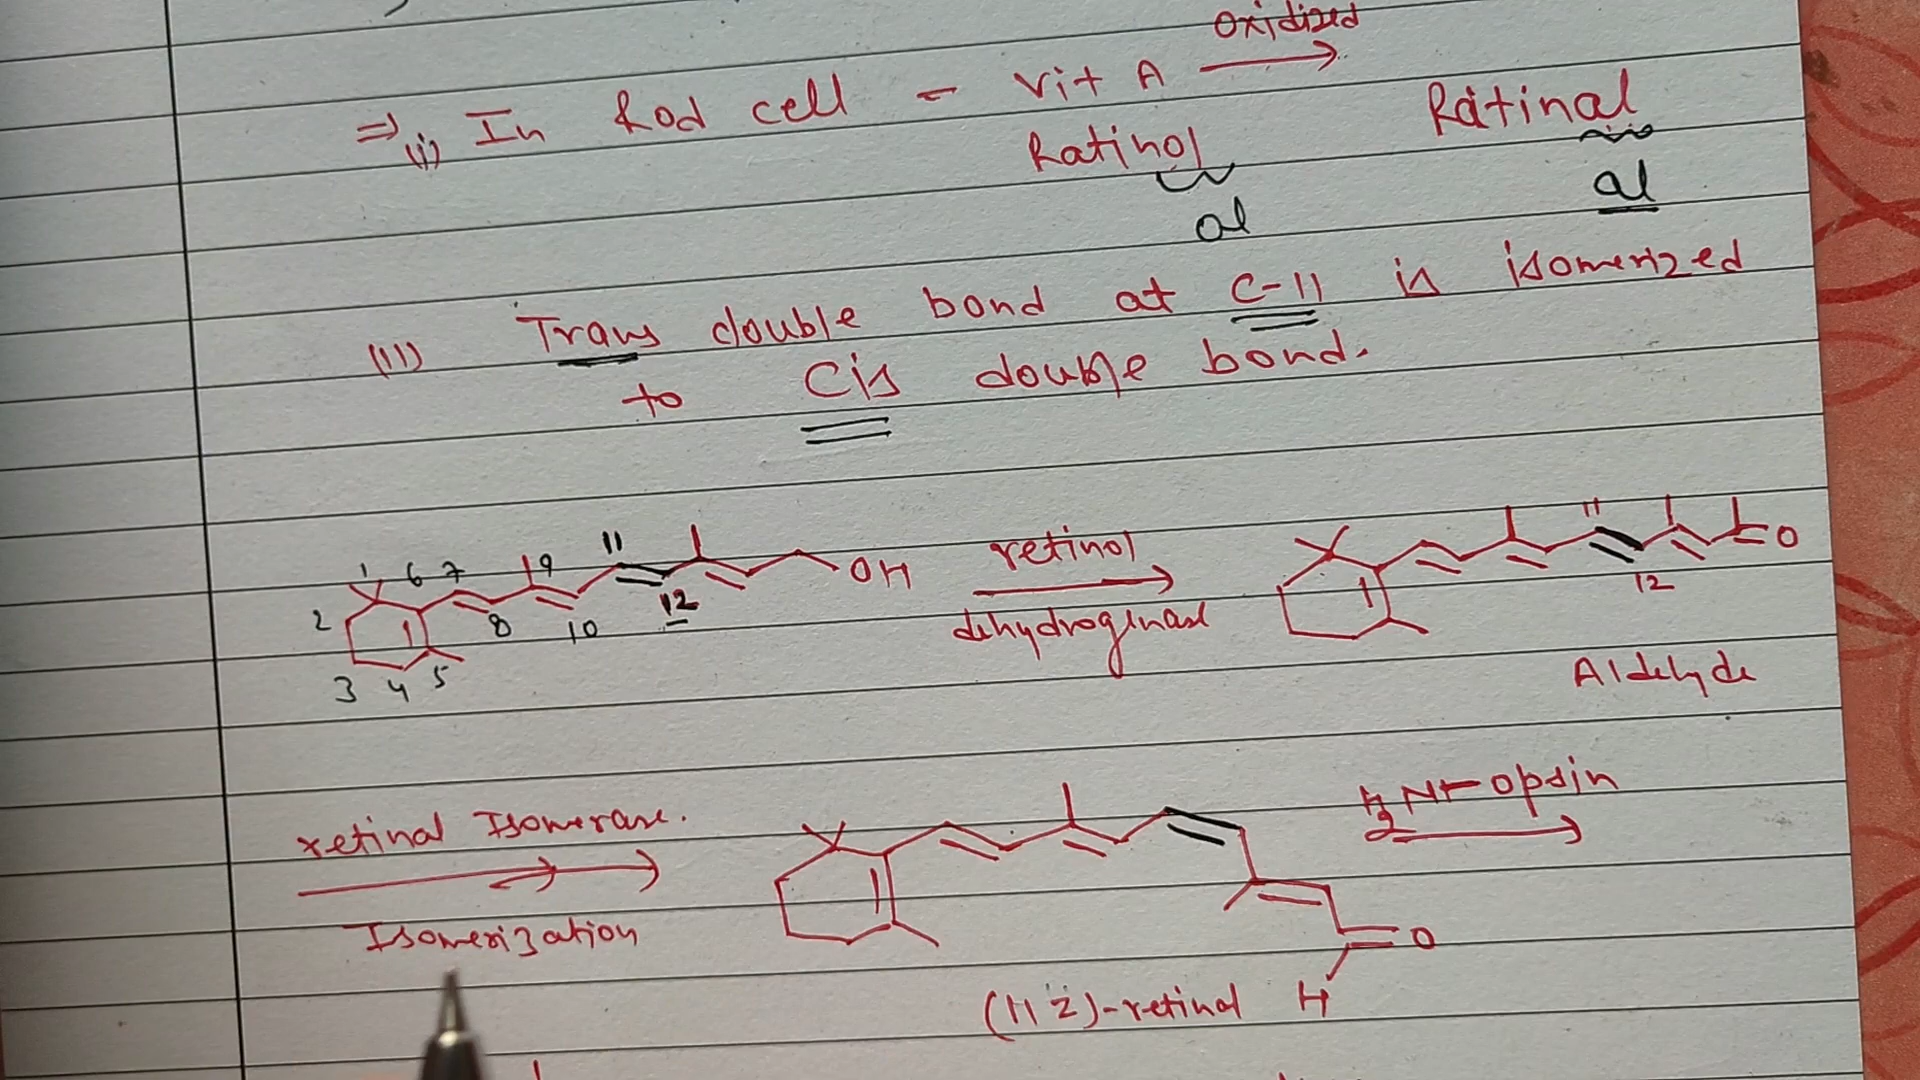 oxidized
⇒ (i) In Rod cell - Vit A →
Ratinol Ratinal
ol al
(ii) Trans double bond at C-11 is isomerized
to Cis double bond.
1 6 7 9 11 OH retinol 11 O
2 8 10 12 dehydroginase 12
3 4 5 Aldehyde
retinal Isomerase. H2N-opsin
Isomerization O
(11Z)-retinal H